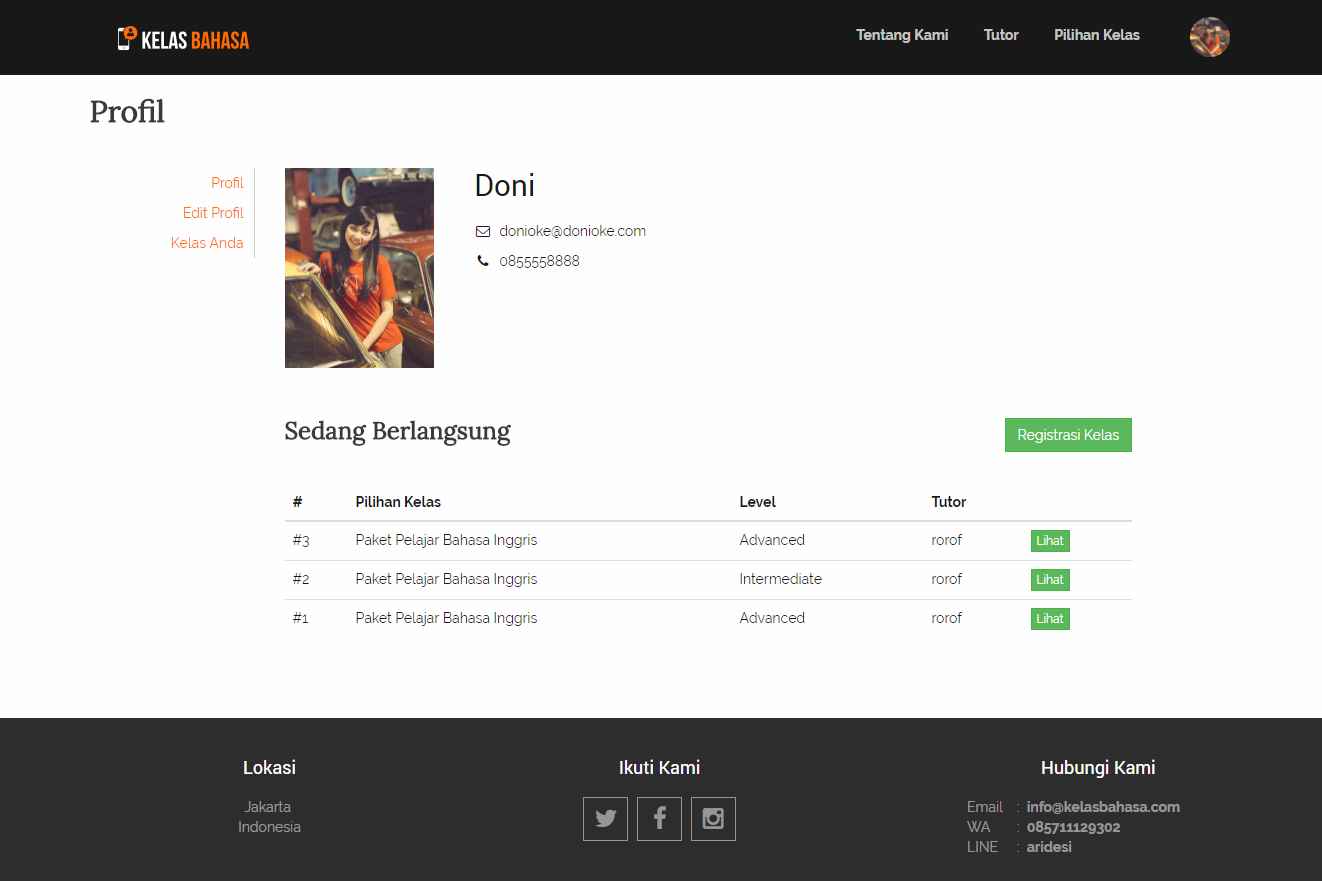 KELAS BAHASA
Tentang Kami Tutor Pilihan Kelas
Profil
Profil
Edit Profil
Kelas Anda
Doni
donioke@donioke.com
0855558888
Sedang Berlangsung
Registrasi Kelas
# Pilihan Kelas Level Tutor
#3 Paket Pelajar Bahasa Inggris Advanced rorof Lihat
#2 Paket Pelajar Bahasa Inggris Intermediate rorof Lihat
#1 Paket Pelajar Bahasa Inggris Advanced rorof Lihat
Lokasi
Jakarta
Indonesia
Ikuti Kami
Hubungi Kami
Email : info@kelasbahasa.com
WA : 085711129302
LINE : aridesi